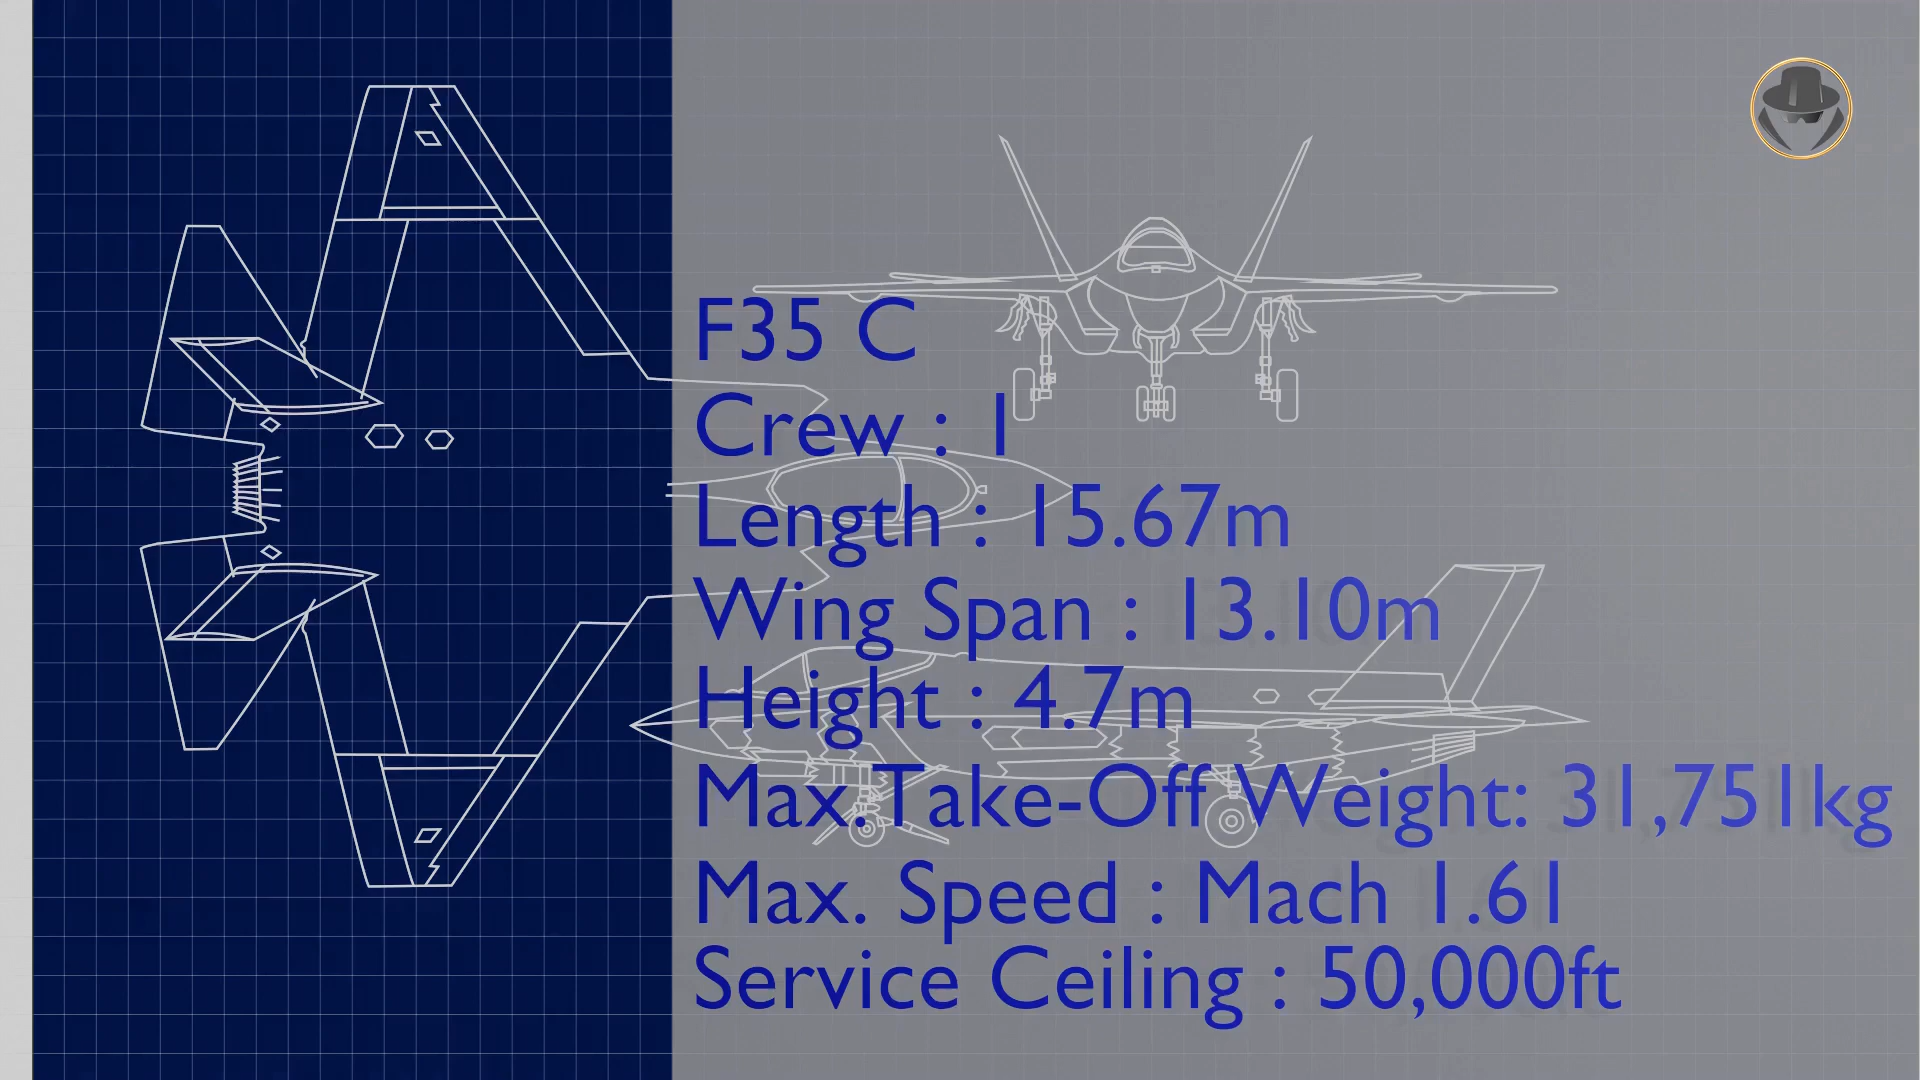 F35 C
Crew : 1
Length : 15.67m
Wing Span : 13.10m
Height : 4.7m
Max.Take-Off Weight: 31,751kg
Max. Speed : Mach 1.61
Service Ceiling : 50,000ft